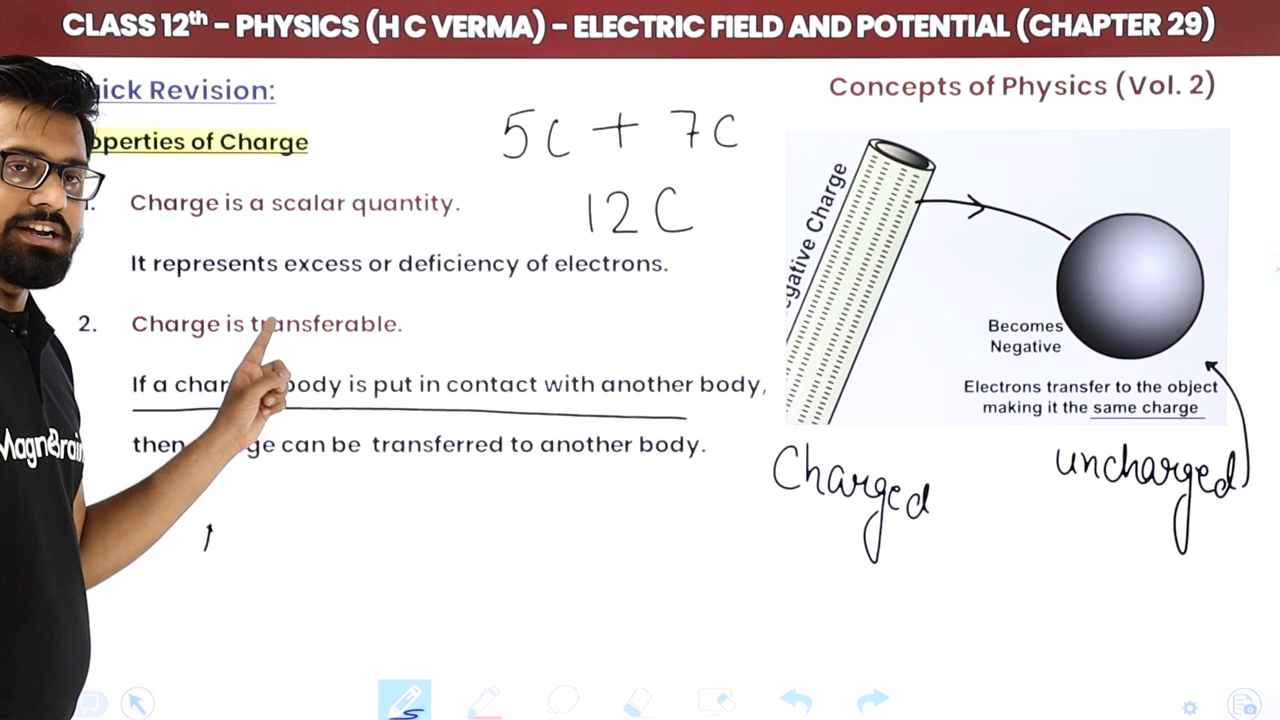 CLASS 12th – PHYSICS (H C VERMA) – ELECTRIC FIELD AND POTENTIAL (CHAPTER 29)
ick Revision:
Concepts of Physics (Vol. 2)
operties of Charge
5C + 7C
12C
1. Charge is a scalar quantity.
It represents excess or deficiency of electrons.
2. Charge is transferable.
If a char body is put in contact with another body,
then ge can be transferred to another body.
gative Charge
Becomes
Negative
Electrons transfer to the object
making it the same charge
Charged
uncharged
MagnetBrain